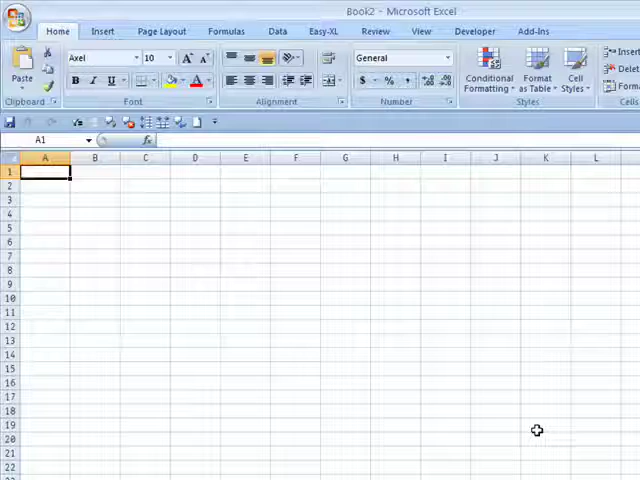 Book2 - Microsoft Excel
Home Insert Page Layout Formulas Data Easy-XL Review View Developer Add-Ins
Axel 10 A A General Insert
Paste B I U A $ % , .00 Conditional Formatting Format as Table Cell Styles Delet
Forma
Clipboard Font Alignment Number Styles Cells
A1 fx
A B C D E F G H I J K L
1
2
3
4
5
6
7
8
9
10
11
12
13
14
15
16
17
18
19
20
21
22